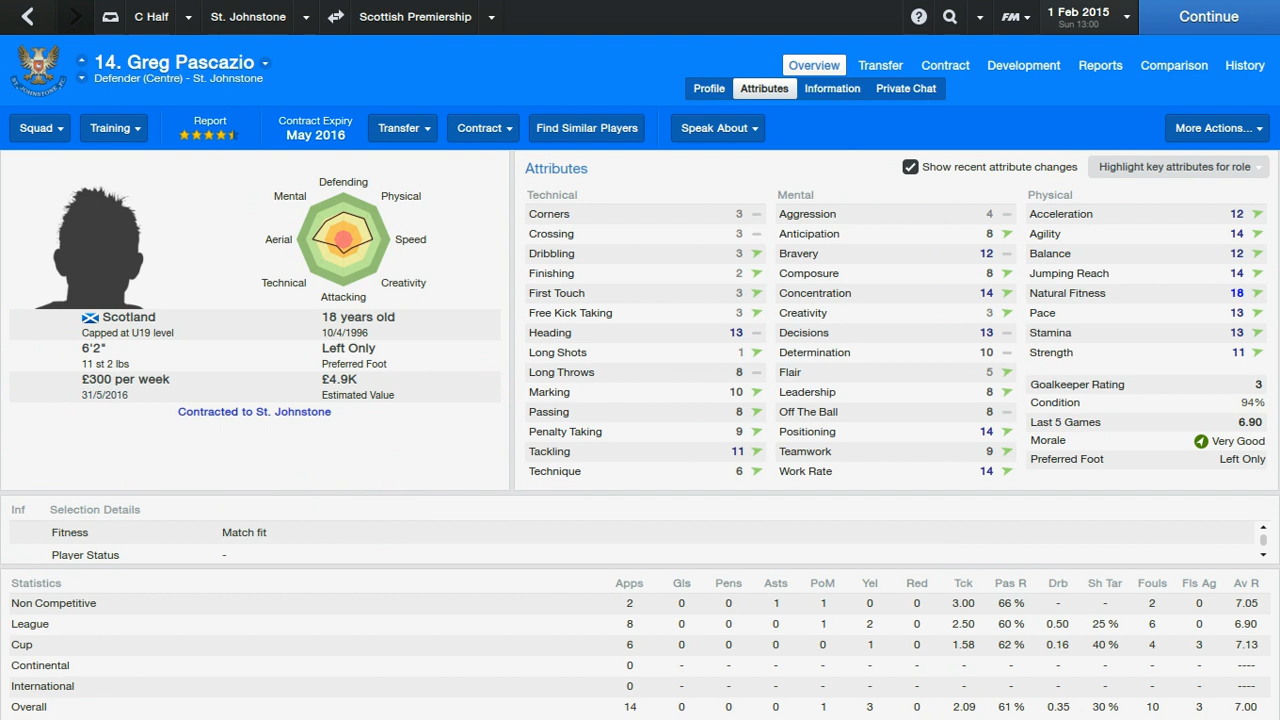 C Half St. Johnstone Scottish Premiership ? FM 1 Feb 2015 Continue
Sun 13:00
14. Greg Pascazio
Defender (Centre) - St. Johnstone
Overview Transfer Contract Development Reports Comparison History
Profile Attributes Information Private Chat
Squad Training Report Contract Expiry May 2016 Transfer Contract Find Similar Players Speak About More Actions...
Defending
Mental Physical
Aerial Speed
Technical Creativity
Attacking
Scotland 18 years old
Capped at U19 level 10/4/1996
6'2" Left Only
11 st 2 lbs Preferred Foot
£300 per week £4.9K
31/5/2016 Estimated Value
Contracted to St. Johnstone
Attributes Show recent attribute changes Highlight key attributes for role
Technical Mental Physical
Corners 3 Aggression 4 Acceleration 12
Crossing 3 Anticipation 8 Agility 14
Dribbling 3 Bravery 12 Balance 12
Finishing 2 Composure 8 Jumping Reach 14
First Touch 3 Concentration 14 Natural Fitness 18
Free Kick Taking 3 Creativity 3 Pace 13
Heading 13 Decisions 13 Stamina 13
Long Shots 1 Determination 10 Strength 11
Long Throws 8 Flair 5
Marking 10 Leadership 8 Goalkeeper Rating 3
Passing 8 Off The Ball 8 Condition 94%
Penalty Taking 9 Positioning 14 Last 5 Games 6.90
Tackling 11 Teamwork 9 Morale Very Good
Technique 6 Work Rate 14 Preferred Foot Left Only
Inf Selection Details
Fitness Match fit
Player Status -
Statistics Apps Gls Pens Asts PoM Yel Red Tck Pas R Drb Sh Tar Fouls Fls Ag Av R
Non Competitive 2 0 0 1 1 0 0 3.00 66 % - - 2 0 7.05
League 8 0 0 0 1 2 0 2.50 60 % 0.50 25 % 6 0 6.90
Cup 6 0 0 0 0 1 0 1.58 62 % 0.16 40 % 4 3 7.13
Continental 0 - - - - - - - - - - - - ----
International 0 - - - - - - - - - - - - ----
Overall 14 0 0 0 1 3 0 2.09 61 % 0.35 30 % 10 3 7.00